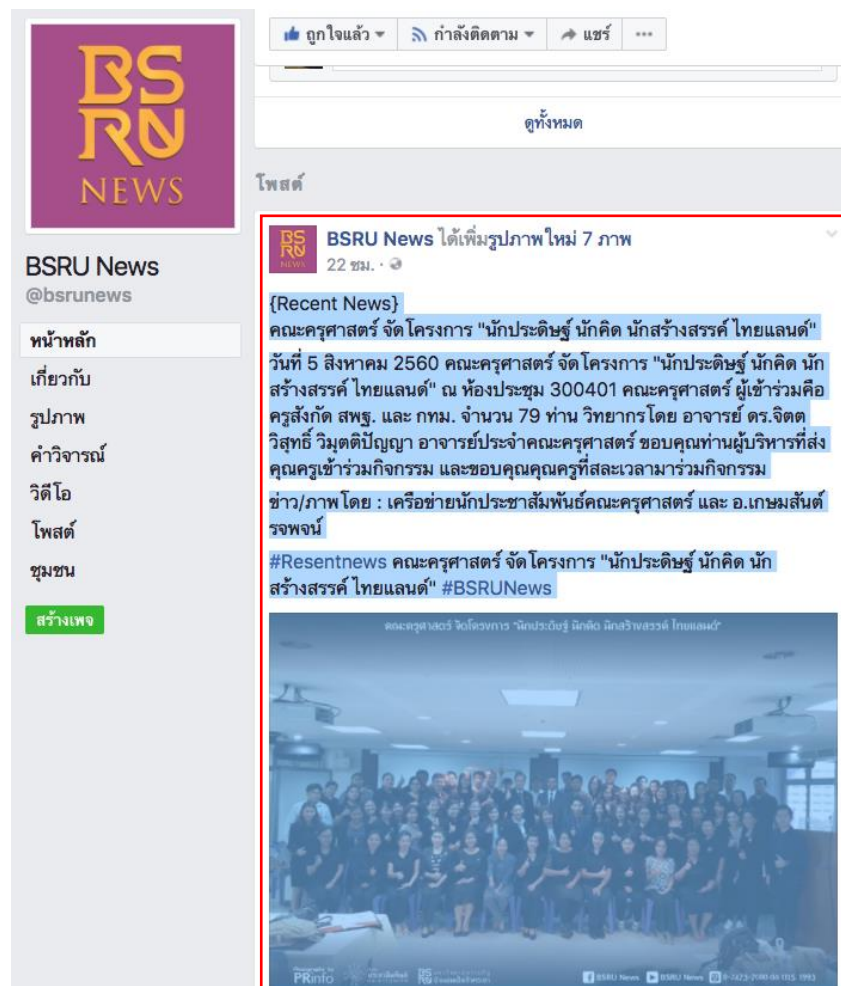 ถูกใจแล้ว
กำลังติดตาม
แชร์
BS
RU
NEWS
BSRU News
@bsrunews
หน้าหลัก
เกี่ยวกับ
รูปภาพ
คำวิจารณ์
วิดีโอ
โพสต์
ชุมชน
สร้างเพจ
ดูทั้งหมด
โพสต์
BS
RU
NEWS
BSRU News ได้เพิ่มรูปภาพใหม่ 7 ภาพ
22 ชม. ·
{Recent News}
คณะครุศาสตร์ จัดโครงการ "นักประดิษฐ์ นักคิด นักสร้างสรรค์ ไทยแลนด์"
วันที่ 5 สิงหาคม 2560 คณะครุศาสตร์ จัดโครงการ "นักประดิษฐ์ นักคิด นัก
สร้างสรรค์ ไทยแลนด์" ณ ห้องประชุม 300401 คณะครุศาสตร์ ผู้เข้าร่วมคือ
ครูสังกัด สพฐ. และ กทม. จำนวน 79 ท่าน วิทยากรโดย อาจารย์ ดร.จิตต
วิสุทธิ์ วิมุตติปัญญา อาจารย์ประจำคณะครุศาสตร์ ขอบคุณท่านผู้บริหารที่ส่ง
คุณครูเข้าร่วมกิจกรรม และขอบคุณคุณครูที่สละเวลามาร่วมกิจกรรม
ข่าว/ภาพโดย : เครือข่ายนักประชาสัมพันธ์คณะครุศาสตร์ และ อ.เกษมสันต์
รจพจน์
#Resentnews คณะครุศาสตร์ จัดโครงการ "นักประดิษฐ์ นักคิด นัก
สร้างสรรค์ ไทยแลนด์" #BSRUNews
คณะครุศาสตร์ จัดโครงการ "นักประดิษฐ์ นักคิด นักสร้างสรรค์ ไทยแลนด์"
PRinfo
BSRU News
BSRU News